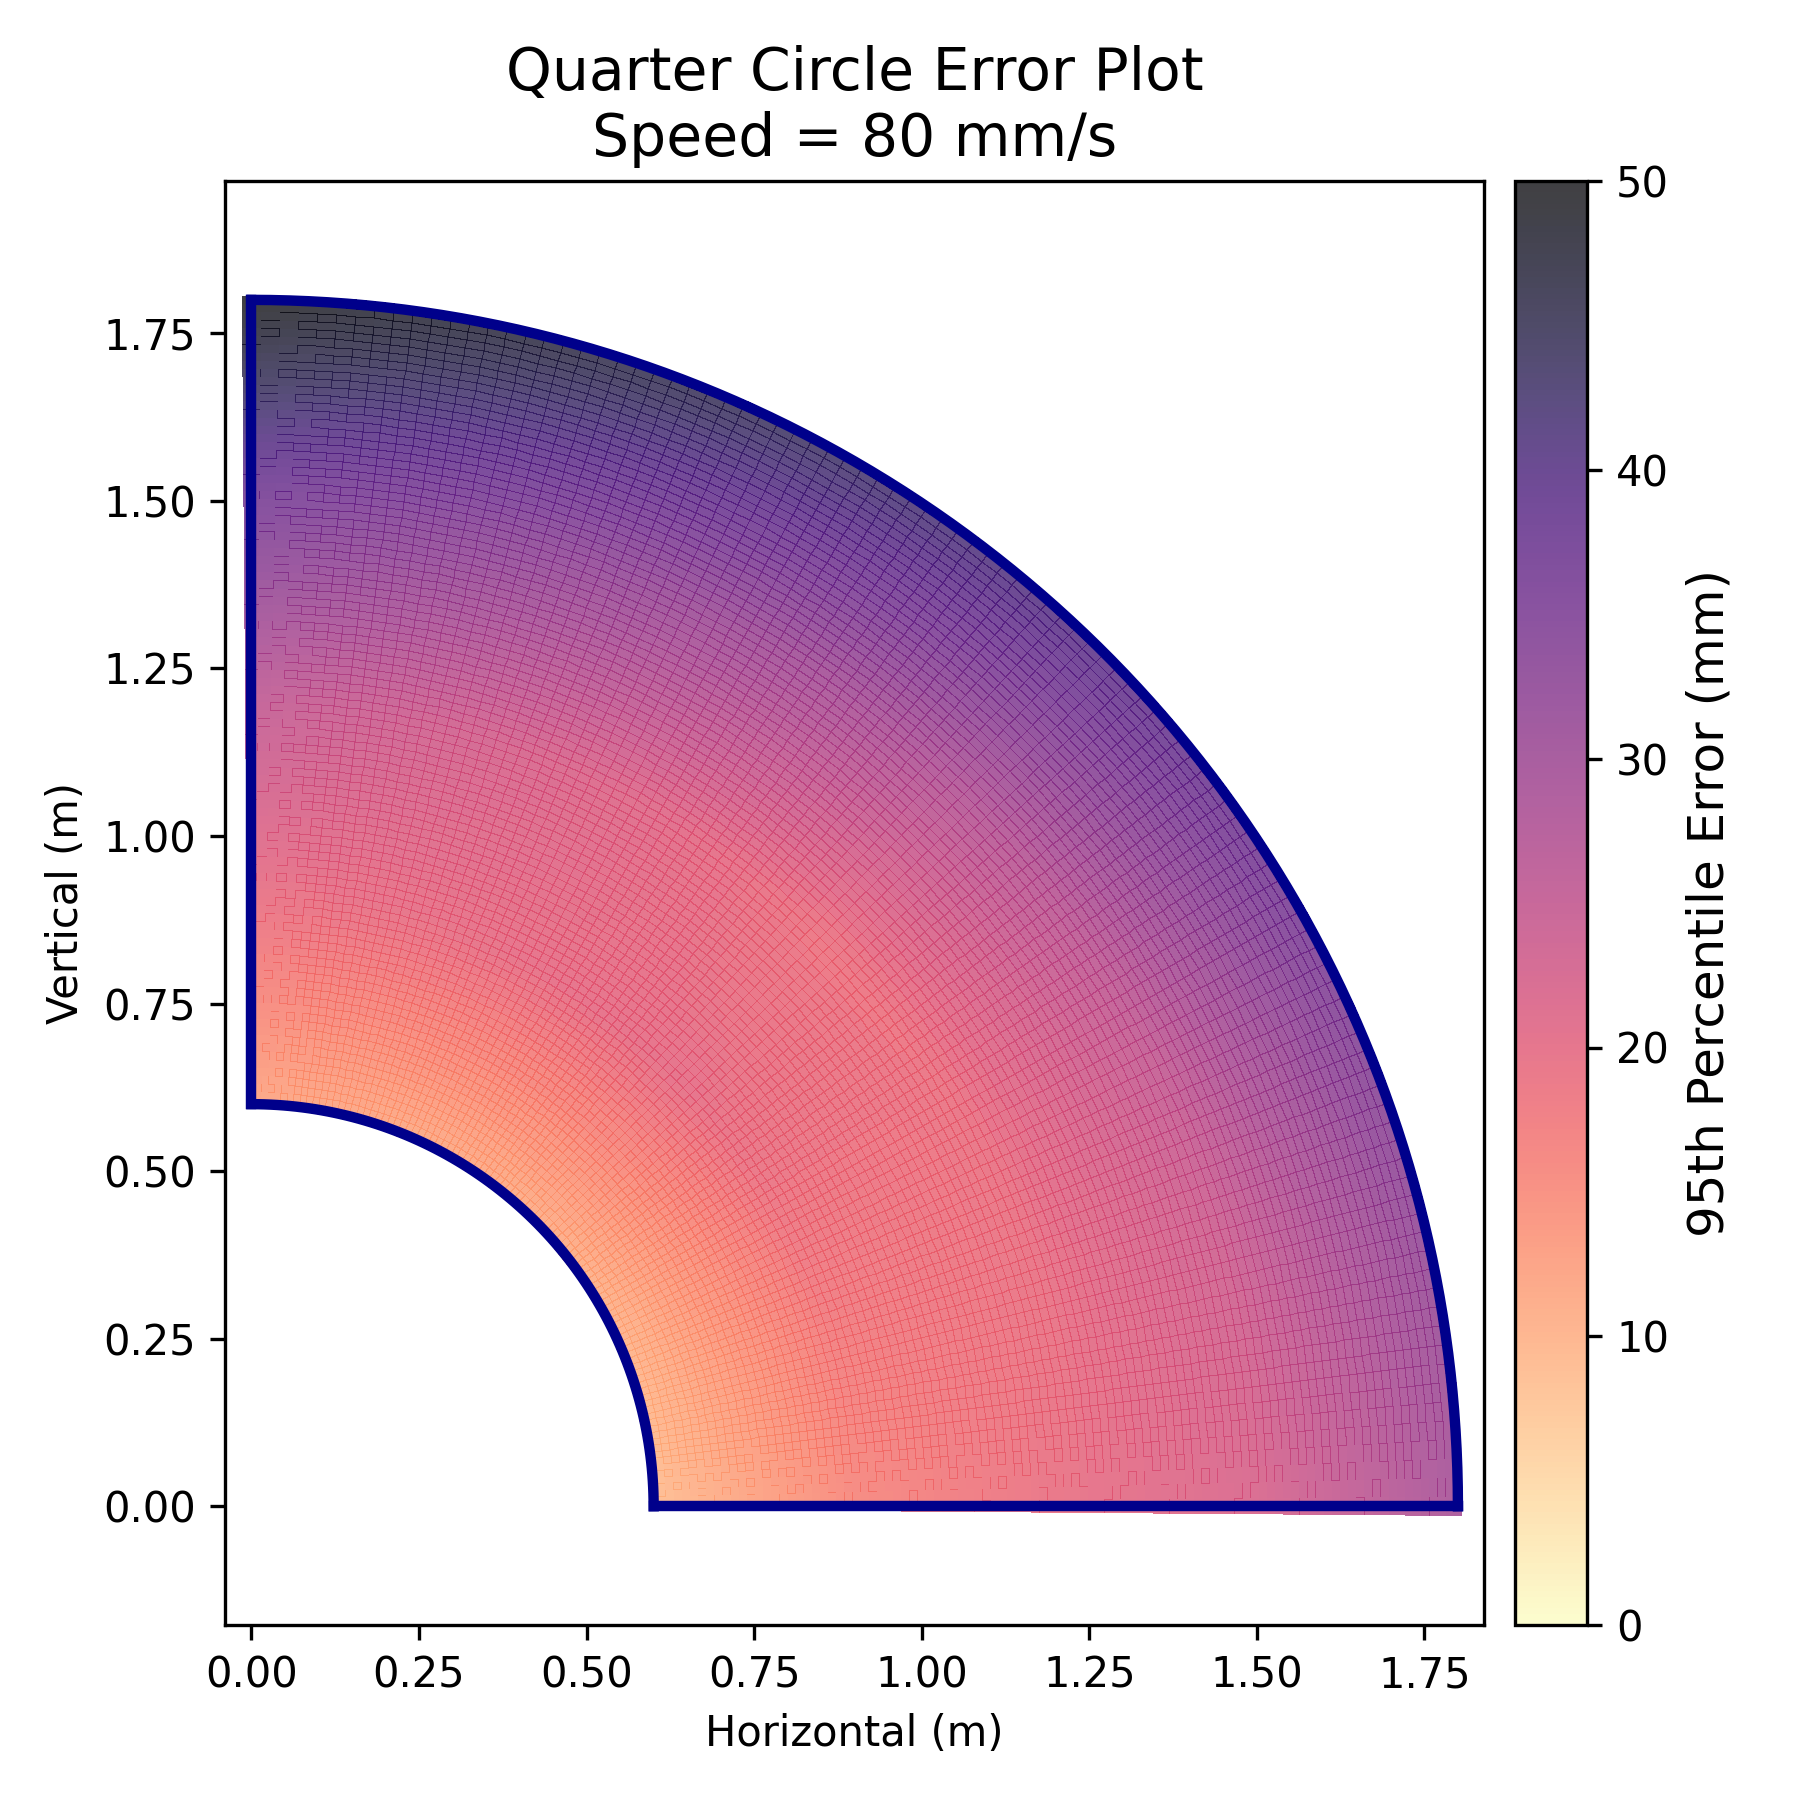 Quarter Circle Error Plot
Speed = 80 mm/s
Vertical (m)
1.75
1.50
1.25
1.00
0.75
0.50
0.25
0.00
0.00 0.25 0.50 0.75 1.00 1.25 1.50 1.75
Horizontal (m)
50
40
30
20
10
0
95th Percentile Error (mm)